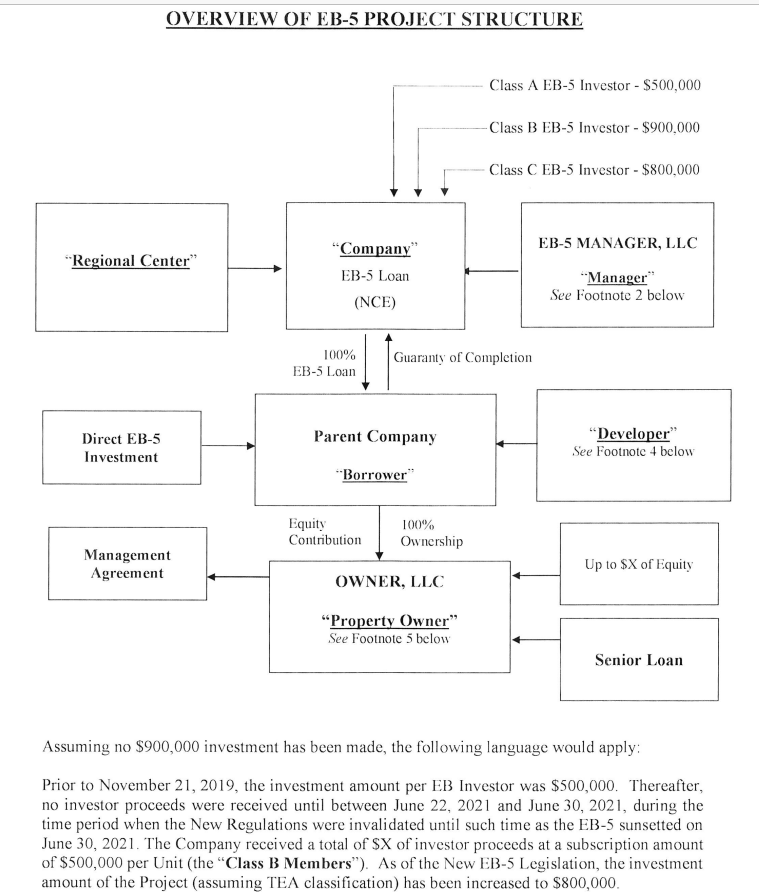 OVERVIEW OF EB-5 PROJECT STRUCTURE
Class A EB-5 Investor - $500,000
Class B EB-5 Investor - $900,000
Class C EB-5 Investor - $800,000
"Regional Center"
"Company"
EB-5 Loan
(NCE)
EB-5 MANAGER, LLC
"Manager"
See Footnote 2 below
100%
EB-5 Loan
Guaranty of Completion
Direct EB-5
Investment
Parent Company
"Borrower"
"Developer"
See Footnote 4 below
Equity
Contribution
100%
Ownership
Management
Agreement
OWNER, LLC
"Property Owner"
See Footnote 5 below
Up to $X of Equity
Senior Loan
Assuming no $900,000 investment has been made, the following language would apply:
Prior to November 21, 2019, the investment amount per EB Investor was $500,000. Thereafter,
no investor proceeds were received until between June 22, 2021 and June 30, 2021, during the
time period when the New Regulations were invalidated until such time as the EB-5 sunsetted on
June 30, 2021. The Company received a total of $X of investor proceeds at a subscription amount
of $500,000 per Unit (the "Class B Members"). As of the New EB-5 Legislation, the investment
amount of the Project (assuming TEA classification) has been increased to $800,000.